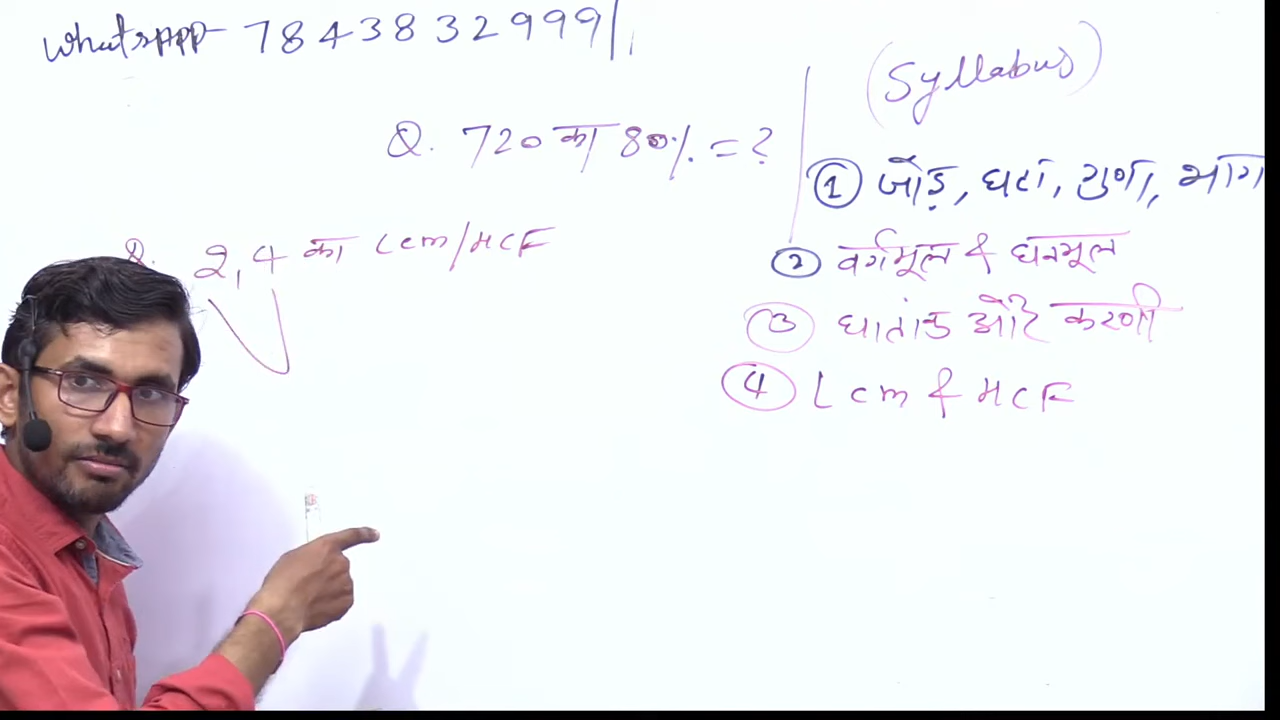 Whatsapp - 7843832999
Q. 720 का 80% = ?
Q. 2, 4 का Lcm/HCF
(Syllabus)
① जोड़, घटा, गुणा, भाग
② वर्गमूल & घनमूल
③ घातांक और करणी
④ Lcm & HCF